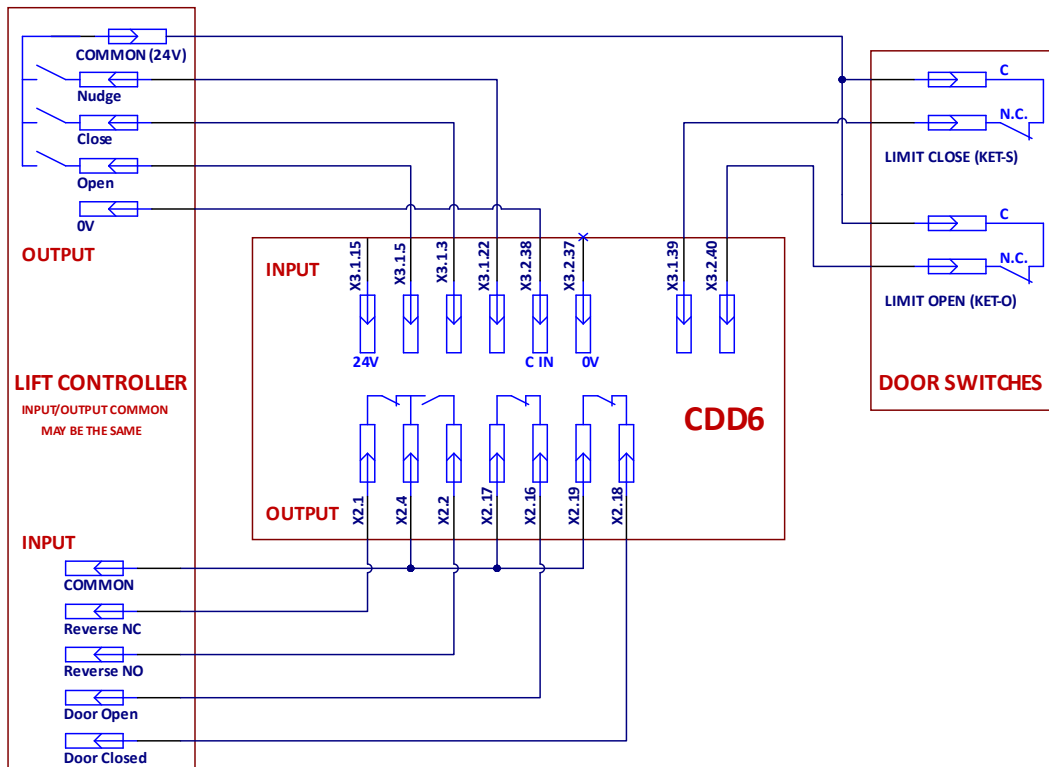 COMMON (24V)
Nudge
Close
Open
0V
OUTPUT
LIFT CONTROLLER
INPUT/OUTPUT COMMON
MAY BE THE SAME
INPUT
COMMON
Reverse NC
Reverse NO
Door Open
Door Closed
INPUT
X3.1.15
X3.1.5
X3.1.3
X3.1.22
X3.2.38
X3.2.37
X3.1.39
X3.2.40
24V
C IN
0V
CDD6
OUTPUT
X2.1
X2.4
X2.2
X2.17
X2.16
X2.19
X2.18
C
N.C.
LIMIT CLOSE (KET-S)
C
N.C.
LIMIT OPEN (KET-O)
DOOR SWITCHES